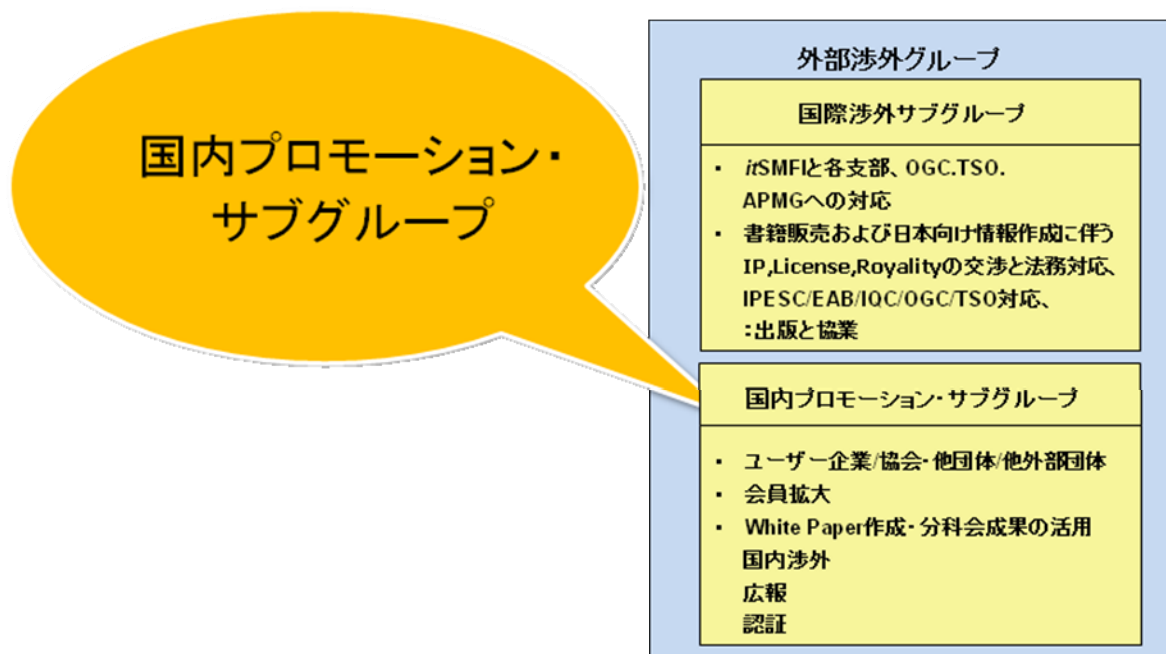 国内プロモーション・
サブグループ
外部渉外グループ
国際渉外サブグループ
・ itSMFIと各支部、OGC.TSO.
APMGへの対応
・ 書籍販売および日本向け情報作成に伴う
IP,License,Royalityの交渉と法務対応、
IPESC/EAB/IQC/OGC/TSO対応、
：出版と協業
国内プロモーション・サブグループ
・ ユーザー企業/協会・他団体/他外部団体
・ 会員拡大
・ White Paper作成・分科会成果の活用
国内渉外
広報
認証